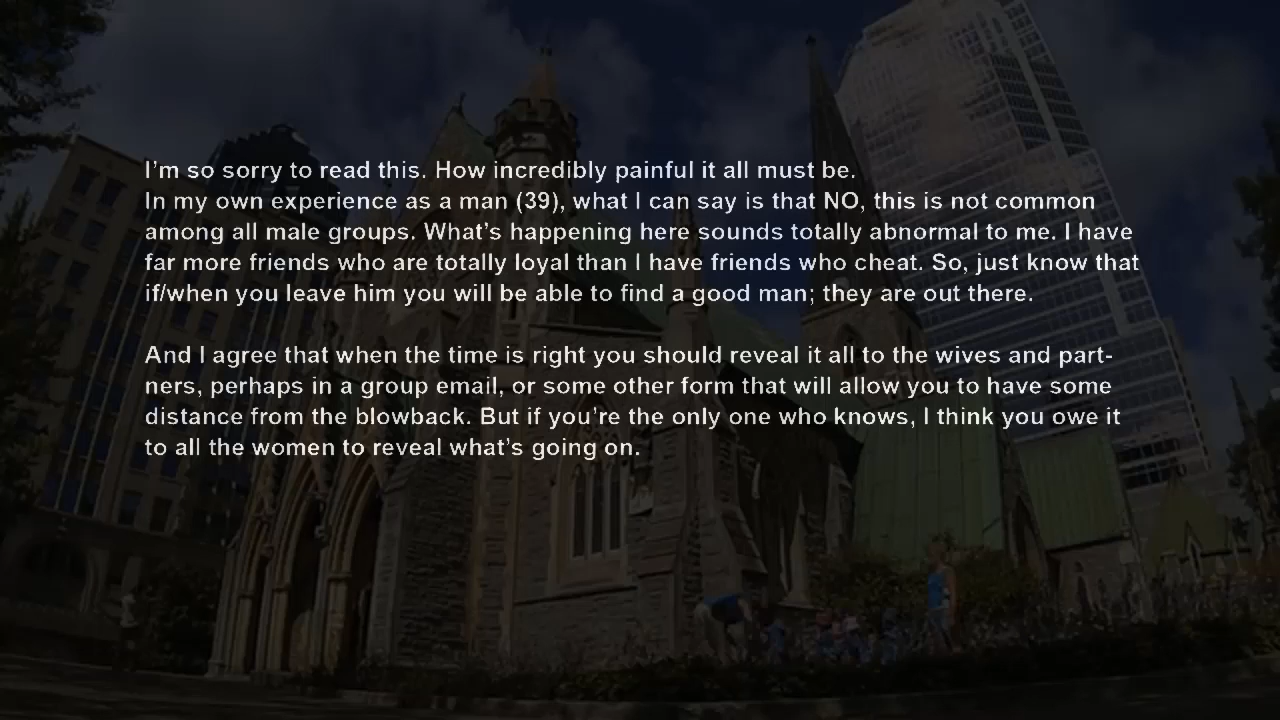 I'm so sorry to read this. How incredibly painful it all must be.
In my own experience as a man (39), what I can say is that NO, this is not common
among all male groups. What's happening here sounds totally abnormal to me. I have
far more friends who are totally loyal than I have friends who cheat. So, just know that
if/when you leave him you will be able to find a good man; they are out there.

And I agree that when the time is right you should reveal it all to the wives and part-
ners, perhaps in a group email, or some other form that will allow you to have some
distance from the blowback. But if you're the only one who knows, I think you owe it
to all the women to reveal what's going on.